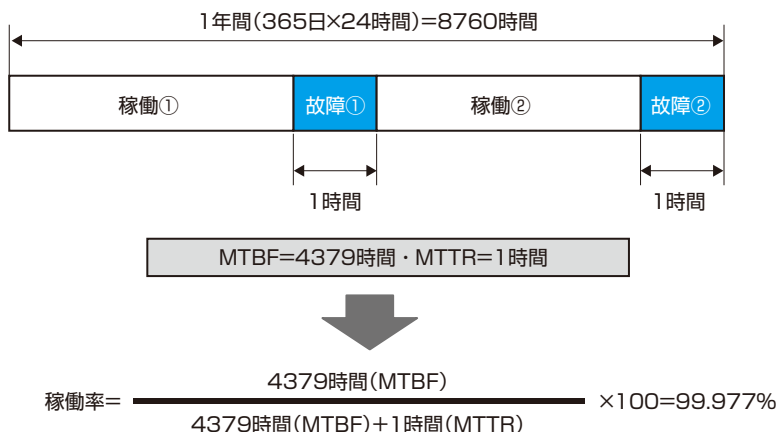 1年間(365日×24時間)=8760時間
稼働① 故障① 稼働② 故障②
1時間 1時間
MTBF=4379時間・MTTR=1時間
4379時間(MTBF)
稼働率= ×100=99.977%
4379時間(MTBF)+1時間(MTTR)